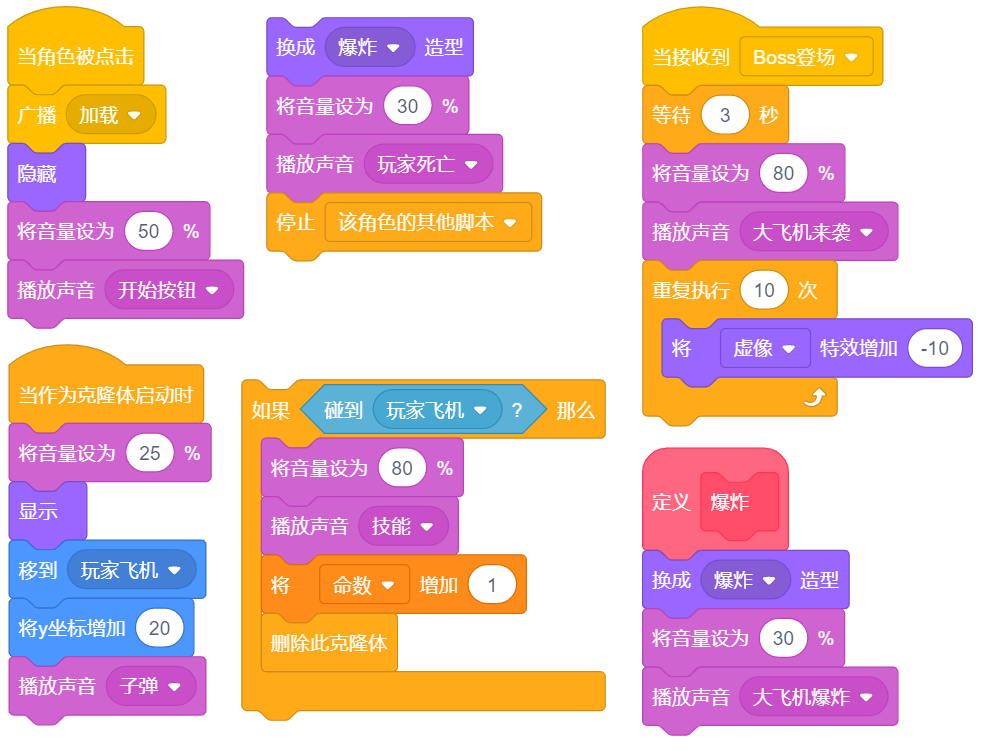 当角色被点击
广播 加载
隐藏
将音量设为 50 %
播放声音 开始按钮
换成 爆炸 造型
将音量设为 30 %
播放声音 玩家死亡
停止 该角色的其他脚本
当接收到 Boss登场
等待 3 秒
将音量设为 80 %
播放声音 大飞机来袭
重复执行 10 次
将 虚像 特效增加 -10
当作为克隆体启动时
将音量设为 25 %
显示
移到 玩家飞机
将y坐标增加 20
播放声音 子弹
如果 碰到 玩家飞机 ? 那么
将音量设为 80 %
播放声音 技能
将 命数 增加 1
删除此克隆体
定义 爆炸
换成 爆炸 造型
将音量设为 30 %
播放声音 大飞机爆炸